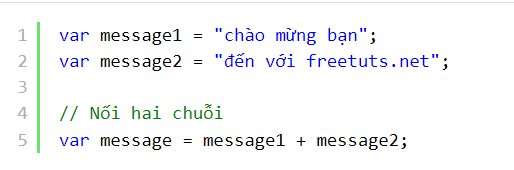 1 var message1 = "chào mừng bạn";
2 var message2 = "đến với freetuts.net";
3
4 // Nối hai chuỗi
5 var message = message1 + message2;